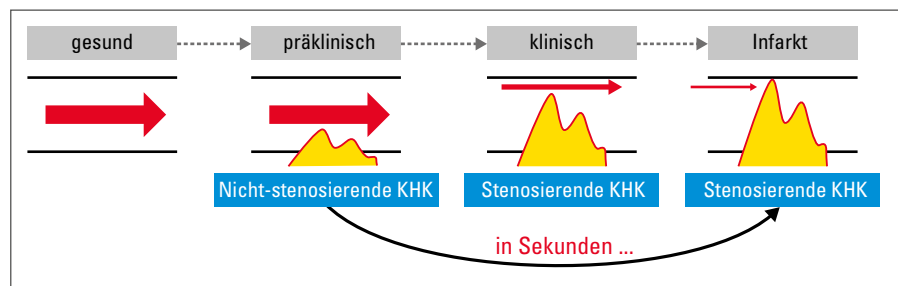 gesund
präklinisch
klinisch
Infarkt
Nicht-stenosierende KHK
Stenosierende KHK
Stenosierende KHK
in Sekunden ...